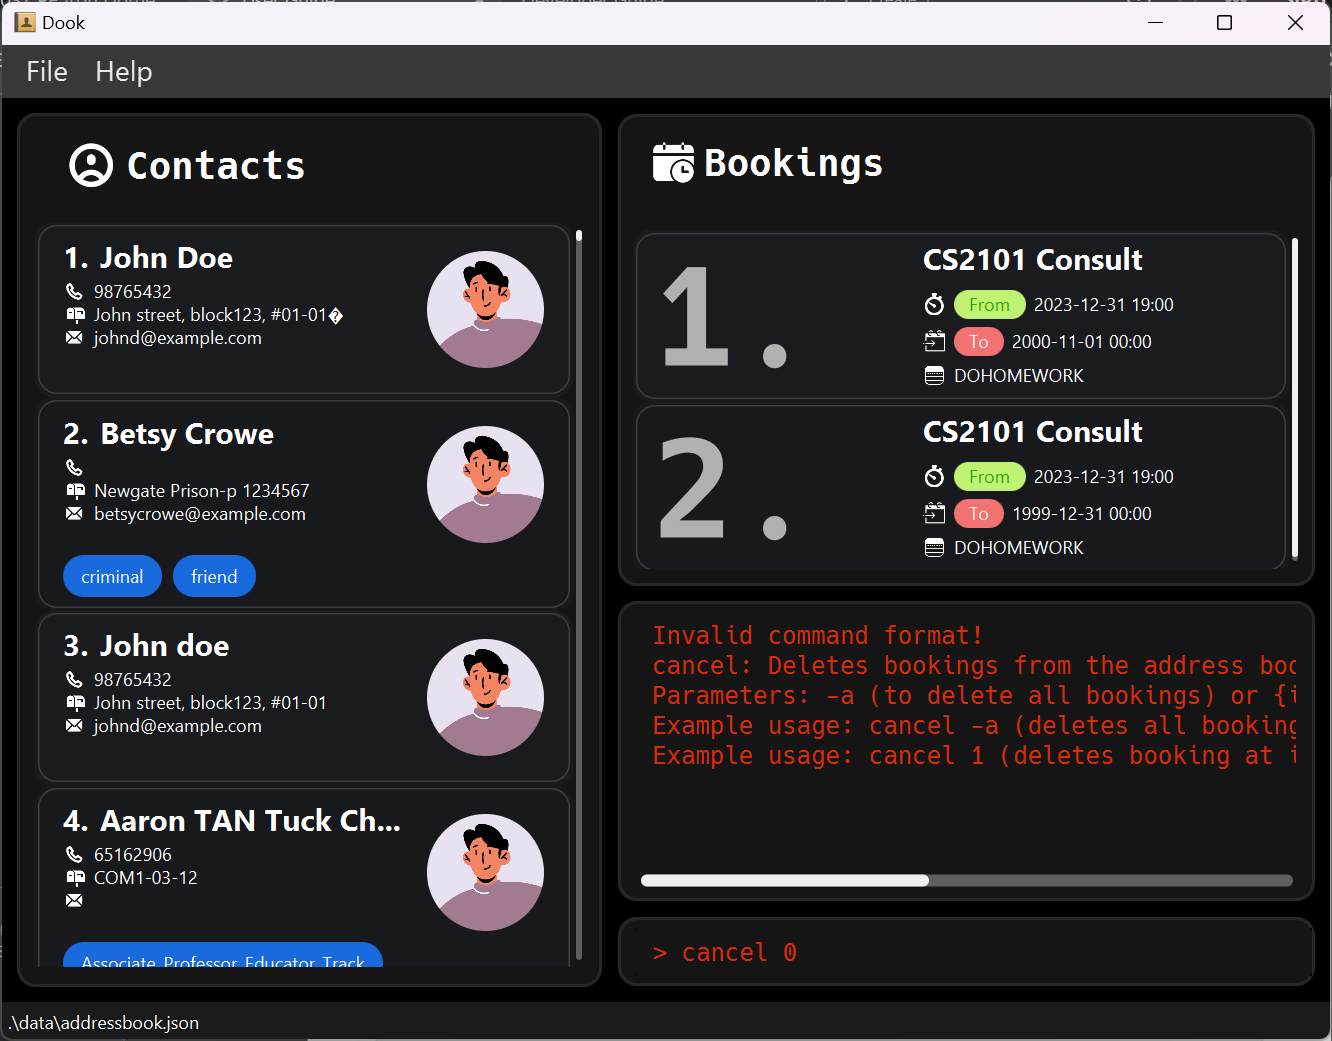 Dook
File Help
Contacts
1. John Doe
98765432
John street, block123, #01-01�
johnd@example.com
2. Betsy Crowe
Newgate Prison-p 1234567
betsycrowe@example.com
criminal friend
3. John doe
98765432
John street, block123, #01-01
johnd@example.com
4. Aaron TAN Tuck Ch...
65162906
COM1-03-12
Associate Professor Educator Track
Bookings
1. CS2101 Consult
From 2023-12-31 19:00
To 2000-11-01 00:00
DOHOMEWORK
2. CS2101 Consult
From 2023-12-31 19:00
To 1999-12-31 00:00
DOHOMEWORK
Invalid command format!
cancel: Deletes bookings from the address boo
Parameters: -a (to delete all bookings) or {i
Example usage: cancel -a (deletes all booking
Example usage: cancel 1 (deletes booking at i
> cancel 0
.\data\addressbook.json